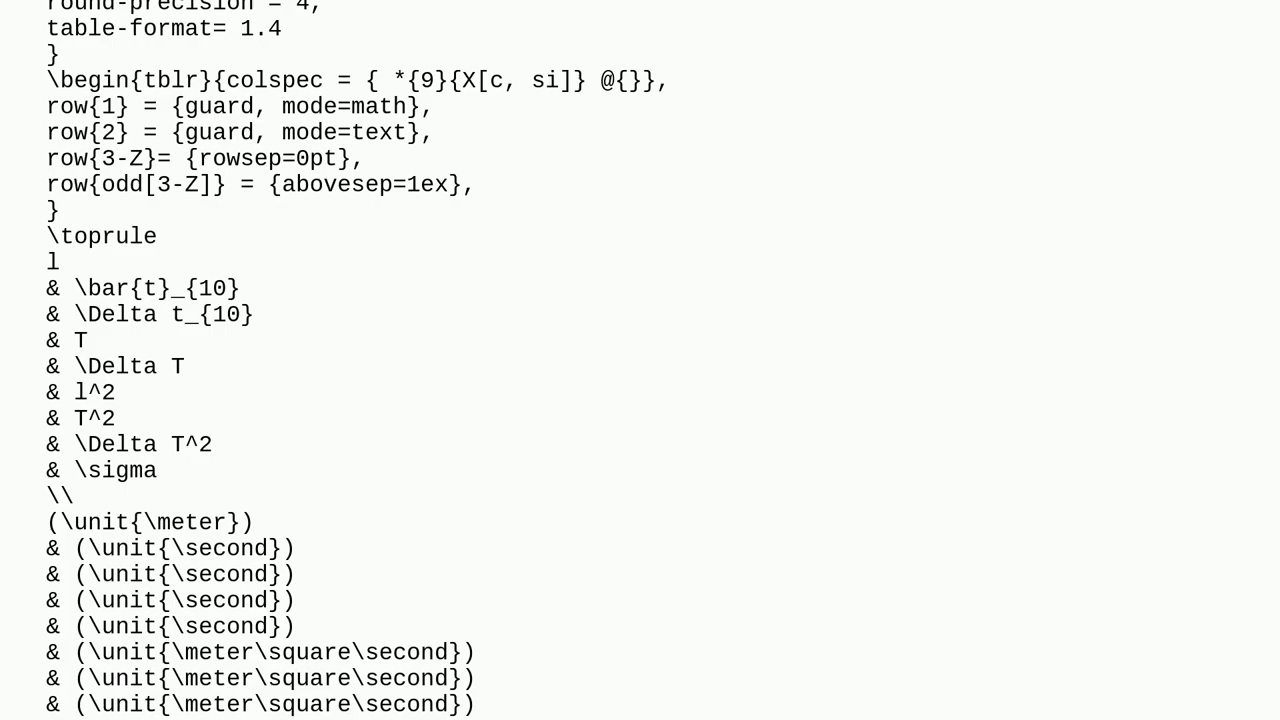 round-precision = 4,
table-format= 1.4
}
\begin{tblr}{colspec = { *{9}{X[c, si]} @{}},
row{1} = {guard, mode=math},
row{2} = {guard, mode=text},
row{3-Z}= {rowsep=0pt},
row{odd[3-Z]} = {abovesep=1ex},
}
\toprule
l
& \bar{t}_{10}
& \Delta t_{10}
& T
& \Delta T
& l^2
& T^2
& \Delta T^2
& \sigma
\\
(\unit{\meter})
& (\unit{\second})
& (\unit{\second})
& (\unit{\second})
& (\unit{\second})
& (\unit{\meter\square\second})
& (\unit{\meter\square\second})
& (\unit{\meter\square\second})